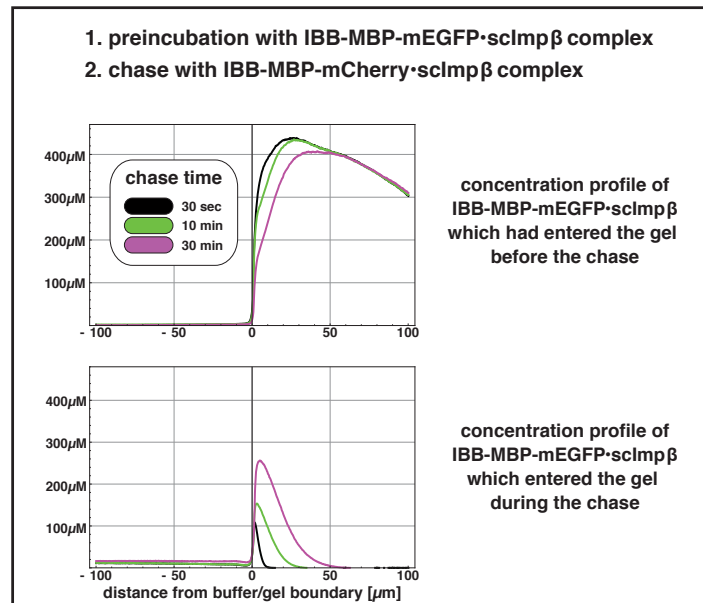 1. preincubation with IBB-MBP-mEGFP•scImpβ complex
2. chase with IBB-MBP-mCherry•scImpβ complex
400µM
300µM
200µM
100µM
chase time
30 sec
10 min
30 min
- 100
- 50
0
50
100
concentration profile of
IBB-MBP-mEGFP•scImpβ
which had entered the gel
before the chase
400µM
300µM
200µM
100µM
- 100
- 50
0
50
100
distance from buffer/gel boundary [µm]
concentration profile of
IBB-MBP-mEGFP•scImpβ
which entered the gel
during the chase